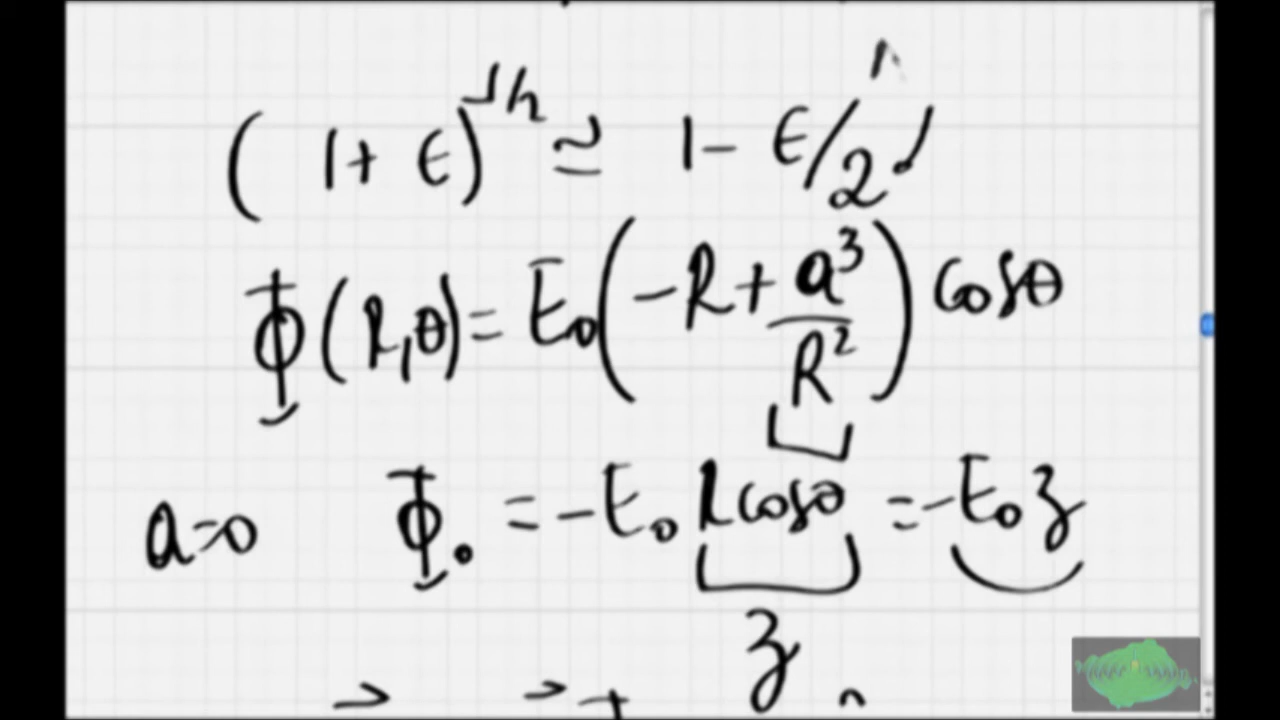 (1 + ϵ)^{-1/2} ≃ 1 - ϵ/2 ,
Φ(R,θ) = E₀(-R + a³/R²) cosθ
a=0 Φ₀ = -E₀ R cosθ = -E₀ z
z